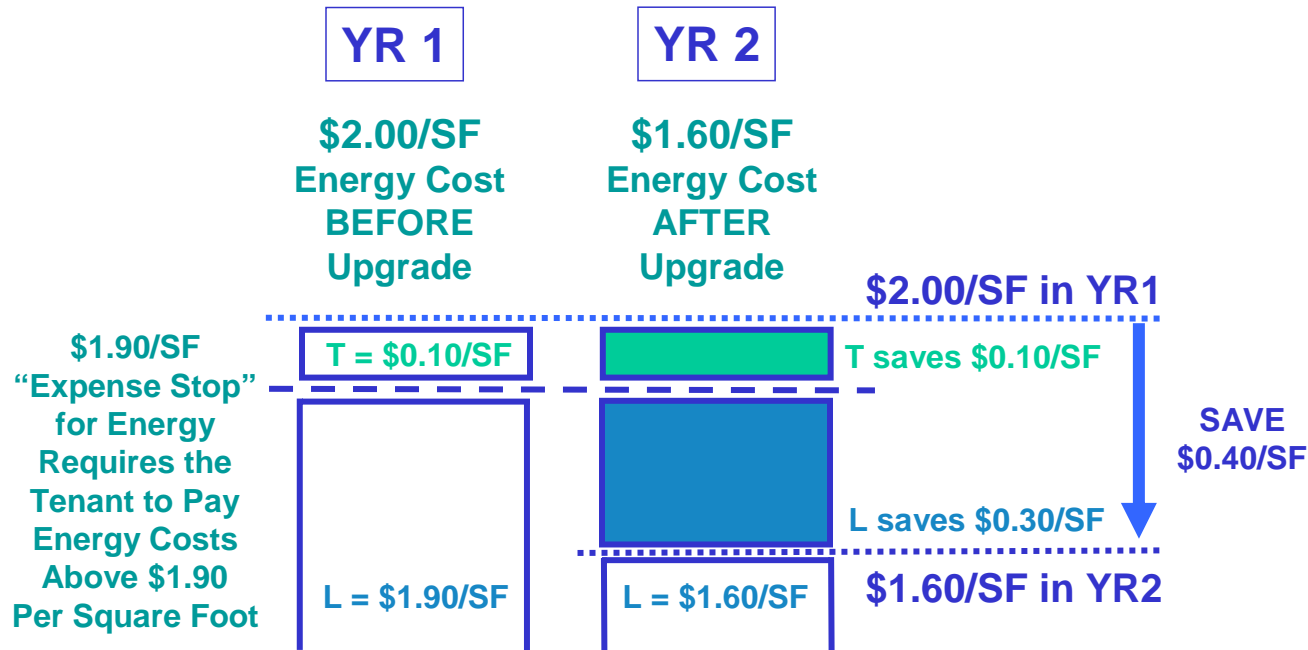 YR 1
YR 2
$2.00/SF
Energy Cost
BEFORE
Upgrade
$1.60/SF
Energy Cost
AFTER
Upgrade
$2.00/SF in YR1
$1.90/SF
“Expense Stop”
for Energy
Requires the
Tenant to Pay
Energy Costs
Above $1.90
Per Square Foot
T = $0.10/SF
T saves $0.10/SF
SAVE
$0.40/SF
L saves $0.30/SF
L = $1.90/SF
L = $1.60/SF
$1.60/SF in YR2